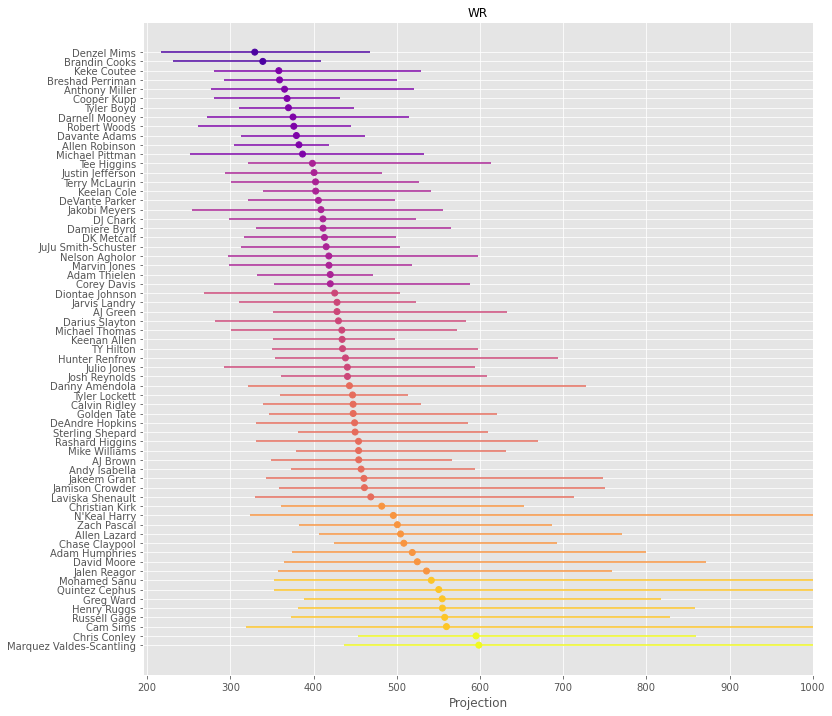 WR
Denzel Mims
Brandin Cooks
Keke Coutee
Breshad Perriman
Anthony Miller
Cooper Kupp
Tyler Boyd
Darnell Mooney
Robert Woods
Davante Adams
Allen Robinson
Michael Pittman
Tee Higgins
Justin Jefferson
Terry McLaurin
Keelan Cole
DeVante Parker
Jakobi Meyers
DJ Chark
Damiere Byrd
DK Metcalf
JuJu Smith-Schuster
Nelson Agholor
Marvin Jones
Adam Thielen
Corey Davis
Diontae Johnson
Jarvis Landry
AJ Green
Darius Slayton
Michael Thomas
Keenan Allen
TY Hilton
Hunter Renfrow
Julio Jones
Josh Reynolds
Danny Amendola
Tyler Lockett
Calvin Ridley
Golden Tate
DeAndre Hopkins
Sterling Shepard
Rashard Higgins
Mike Williams
AJ Brown
Andy Isabella
Jakeem Grant
Jamison Crowder
Laviska Shenault
Christian Kirk
N'Keal Harry
Zach Pascal
Allen Lazard
Chase Claypool
Adam Humphries
David Moore
Jalen Reagor
Mohamed Sanu
Quintez Cephus
Greg Ward
Henry Ruggs
Russell Gage
Cam Sims
Chris Conley
Marquez Valdes-Scantling
200 300 400 500 600 700 800 900 1000
Projection